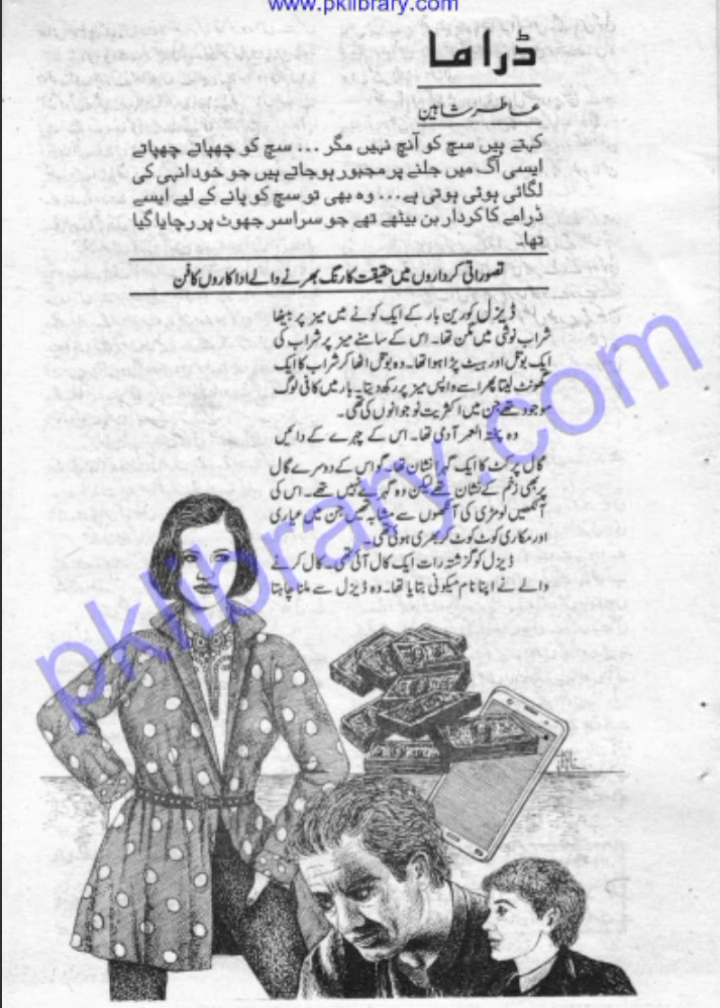 www.pklibrary.com
ڈراما
عاطر شاہین
کہتے ہیں سچ کو آنچ نہیں مگر ... سچ کو چھپاتے چھپاتے
ایسی آگ میں جلنے پر مجبور ہو جاتے ہیں جو خود انہی کی
لگائی ہوئی ہوتی ہے... وہ بھی تو سچ کو پانے کے لیے ایسے
ڈرامے کا کردار بن بیٹھے تھے جو سراسر جھوٹ پر رچایا گیا
تھا۔
تصوراتی کرداروں میں حقیقت کا رنگ بھرنے والے اداکاروں کا فن
ڈیزل کورین بار کے ایک کونے میں میز پر بیٹھا
شراب نوشی میں مگن تھا۔ اس کے سامنے میز پر شراب کی
ایک بوتل اور ہیٹ پڑا ہوا تھا۔ وہ بوتل اٹھا کر شراب کا ایک
گھونٹ لیتا پھر اسے واپس میز پر رکھ دیتا۔ بار میں کافی لوگ
موجود تھے جن میں اکثریت نوجوانوں کی تھی۔
وہ پختہ العمر آدمی تھا۔ اس کے چہرے کے دائیں
گال پر کٹ کا ایک گہرا نشان تھا۔ گو اس کے دوسرے گال
پر بھی زخم کے نشان تھے لیکن وہ گہرے نہیں تھے۔ اس کی
آنکھیں لومڑی کی آنکھوں سے مشابہ تھیں جن میں عیاری
اور مکاری کوٹ کوٹ کر بھری ہوئی تھی۔
ڈیزل کو گزشتہ رات ایک کال آئی تھی۔ کال کرنے
والے نے اپنا نام میکونی بتایا تھا۔ وہ ڈیزل سے ملنا چاہتا
pklibrary.com